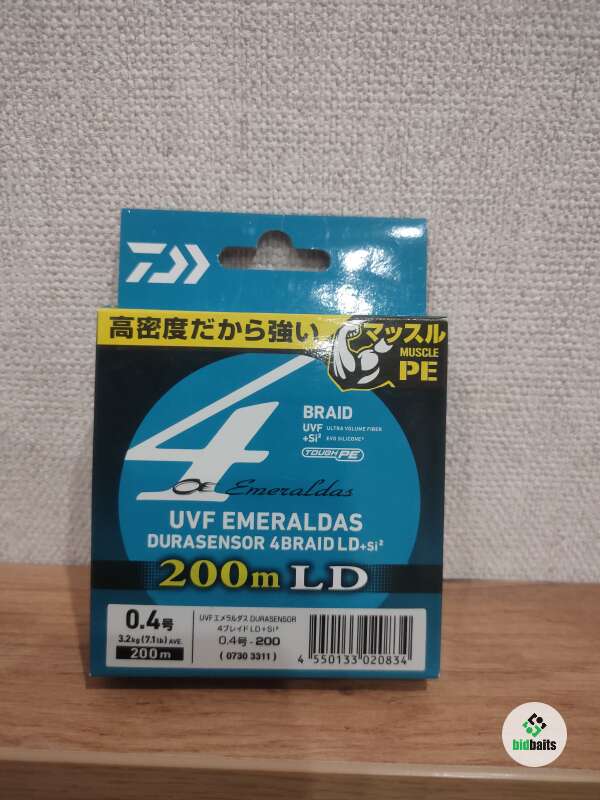 高密度だから強い
マッスル
MUSCLE
PE
4
BRAID
UVF ULTRA VOLUME FIBER
+Si² EVO SILICONE²
TOUGH PE
Emeraldas
UVF EMERALDAS
DURASENSOR 4BRAID LD+Si²
200m LD
0.4号
3.2kg (7.1lb) AVE.
200m
UVFエメラルダス DURASENSOR
4ブレイド LD+Si²
0.4号 - 200
( 0730 3311 )
4 550133 020834
bidbaits